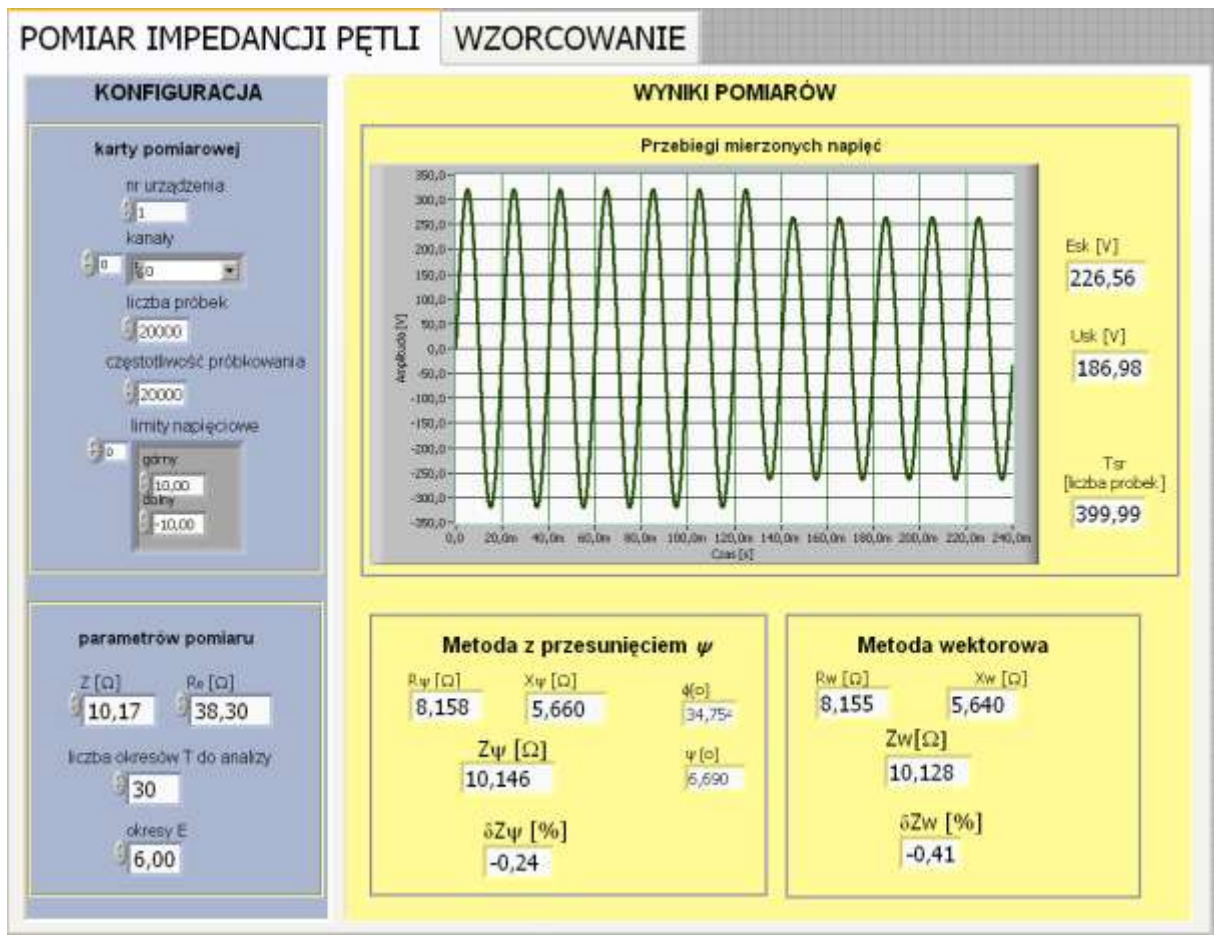 POMIAR IMPEDANCJI PĘTLI
WZORCOWANIE
KONFIGURACJA
karty pomiarowej
nr urządzenia
1
kanały
0
0
liczba próbek
20000
częstotliwość próbkowania
20000
limity napięciowe
0
górny
10,00
dolny
-10,00
parametrów pomiaru
Z [Ω]
Ro [Ω]
10,17
38,30
liczba okresów T do analizy
30
okresy E
6,00
WYNIKI POMIARÓW
Przebiegi mierzonych napięć
Amplituda [V]
350,0
300,0
250,0
200,0
150,0
100,0
50,0
0,0
-50,0
-100,0
-150,0
-200,0
-250,0
-300,0
-350,0
0,0 20,0m 40,0m 60,0m 80,0m 100,0m 120,0m 140,0m 160,0m 180,0m 200,0m 220,0m 240,0m
Czas [s]
Esk [V]
226,56
Usk [V]
186,98
Tsr
[liczba probek]
399,99
Metoda z przesunięciem ψ
Rψ [Ω]
Xψ [Ω]
ϕ[o]
8,158
5,660
34,754
Zψ [Ω]
ψ [o]
10,146
6,690
δZψ [%]
-0,24
Metoda wektorowa
Rw [Ω]
Xw [Ω]
8,155
5,640
Zw[Ω]
10,128
δZw [%]
-0,41